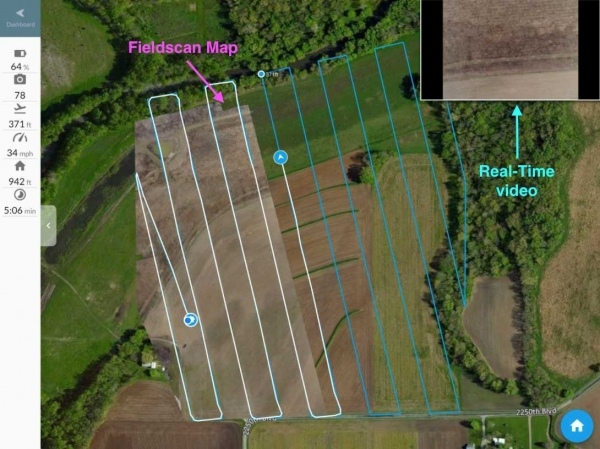 Dashboard
64 %
78
371 ft
34 mph
942 ft
5:06 min
Fieldscan Map
Real-Time
video
2250th Blvd